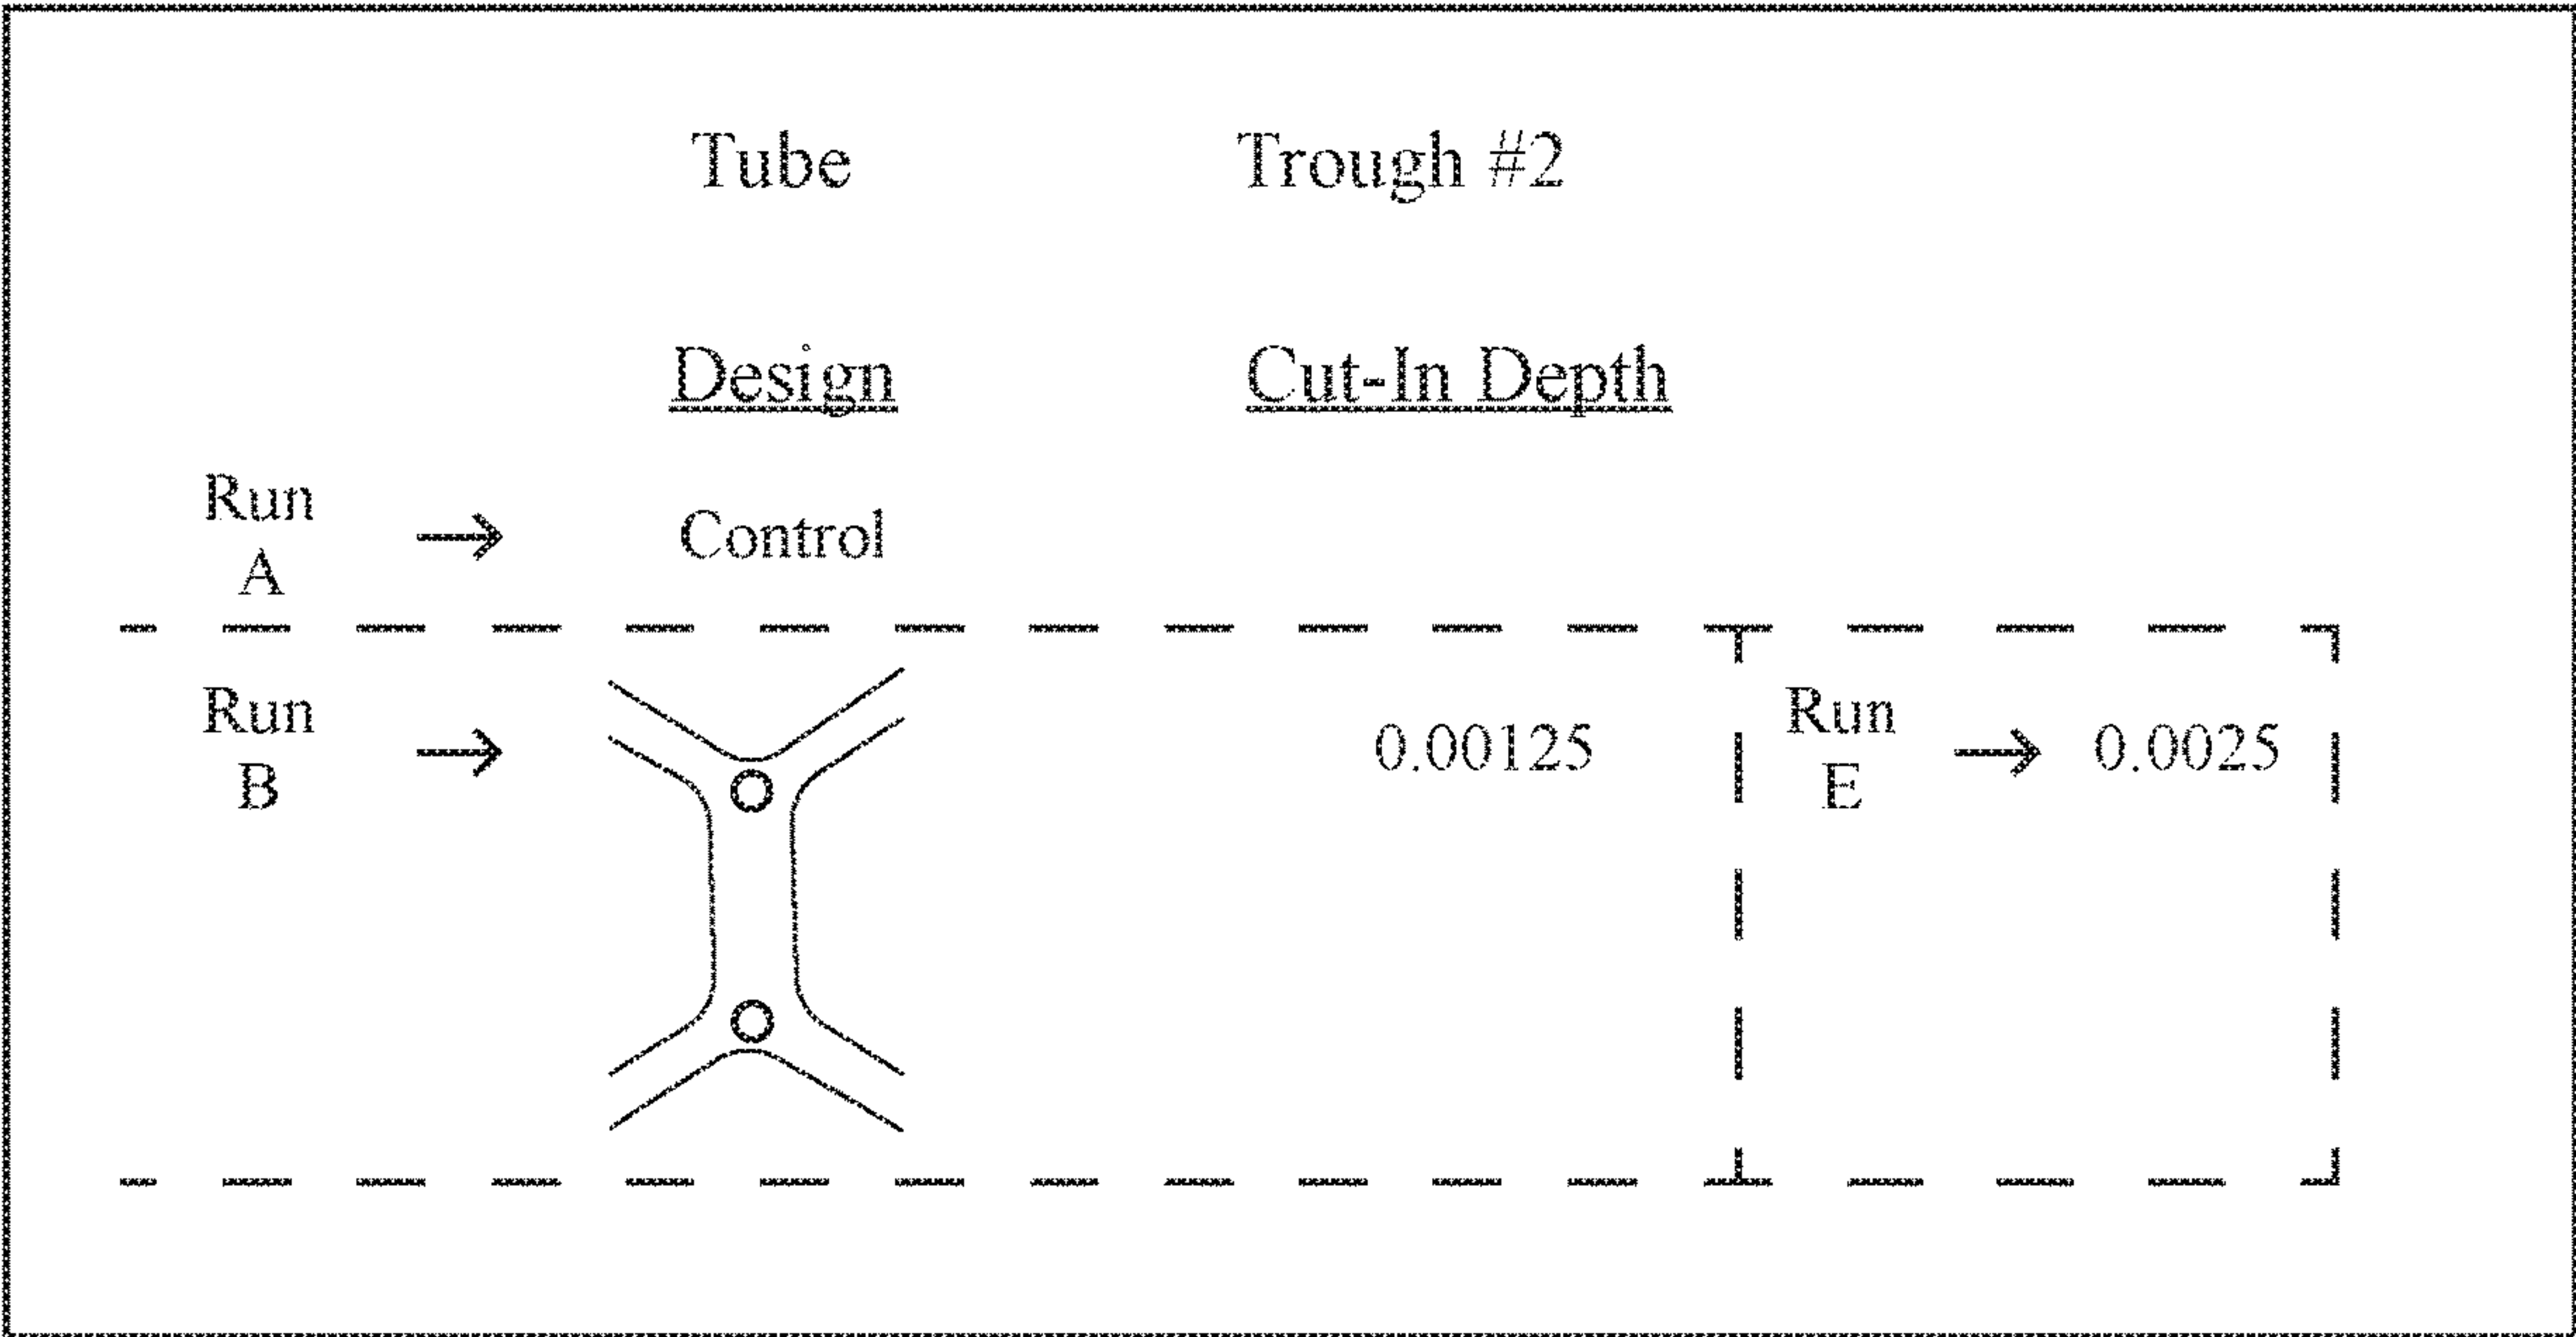 Tube Trough #2
Design Cut-In Depth
Run
A → Control
Run
B → 0.00125 Run
E → 0.0025